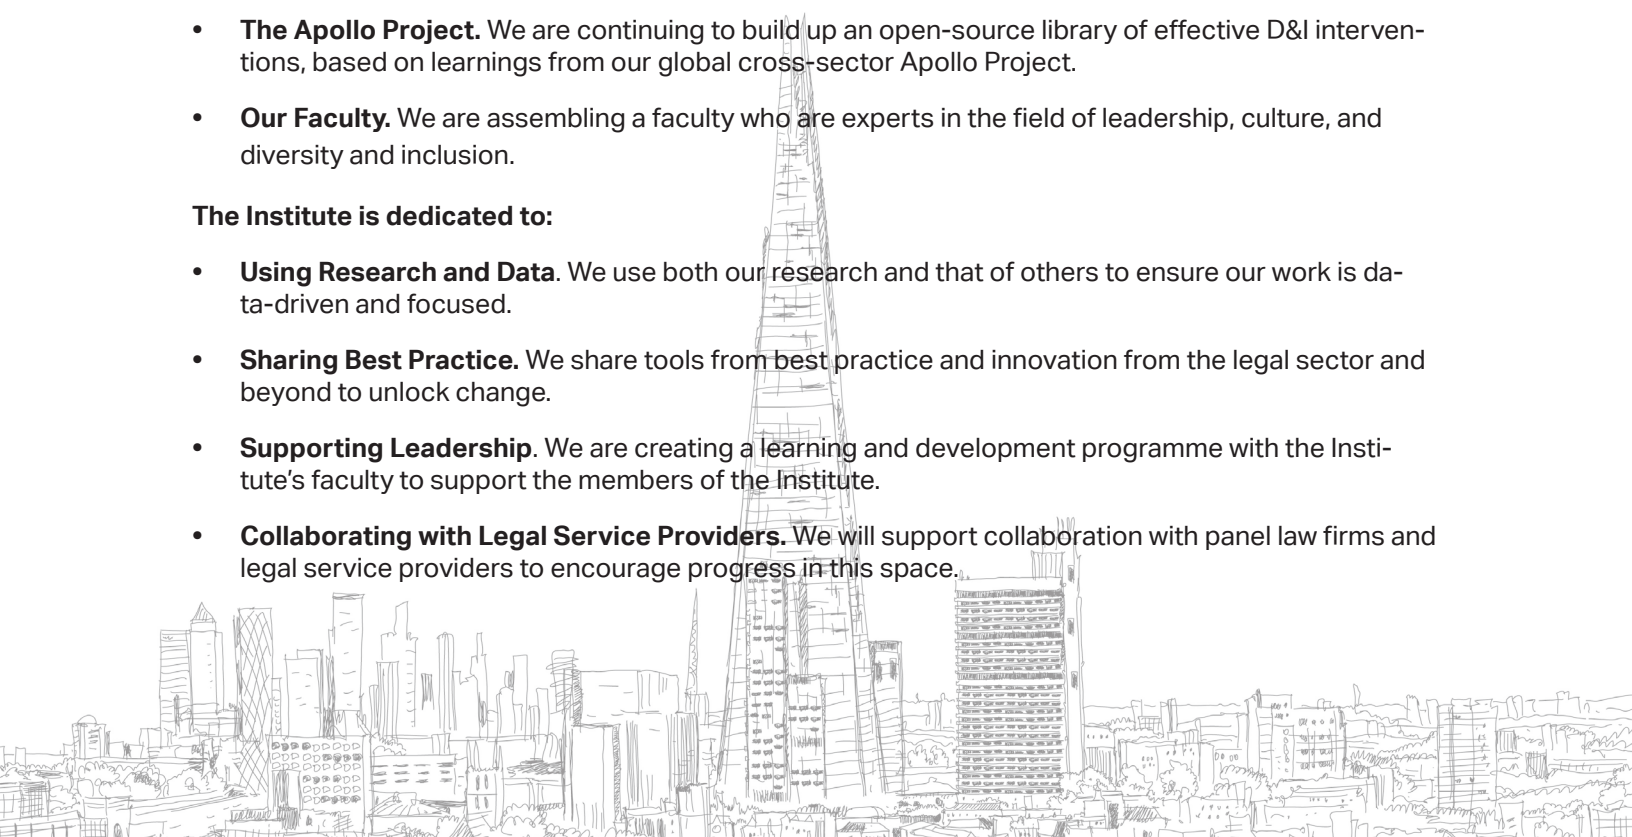 • The Apollo Project. We are continuing to build up an open-source library of effective D&I interven-
tions, based on learnings from our global cross-sector Apollo Project.
• Our Faculty. We are assembling a faculty who are experts in the field of leadership, culture, and
diversity and inclusion.
The Institute is dedicated to:
• Using Research and Data. We use both our research and that of others to ensure our work is da-
ta-driven and focused.
• Sharing Best Practice. We share tools from best practice and innovation from the legal sector and
beyond to unlock change.
• Supporting Leadership. We are creating a learning and development programme with the Insti-
tute's faculty to support the members of the Institute.
• Collaborating with Legal Service Providers. We will support collaboration with panel law firms and
legal service providers to encourage progress in this space.